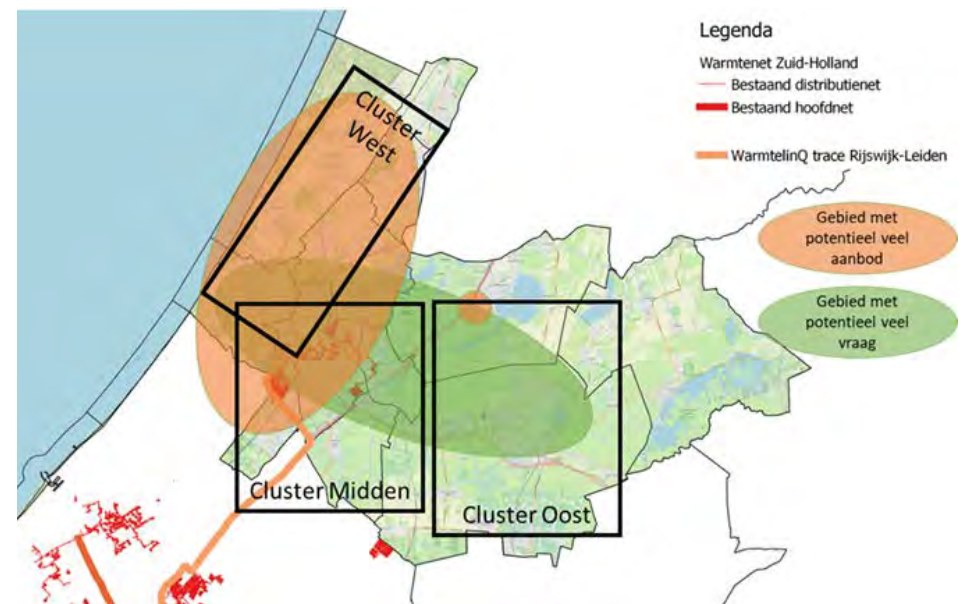 Legenda
Warmtenet Zuid-Holland
Bestaand distributienet
Bestaand hoofdnet
WarmtelinQ trace Rijswijk-Leiden
Gebied met
potentieel veel
aanbod
Gebied met
potentieel veel
vraag
Cluster
West
Cluster Midden
Cluster Oost